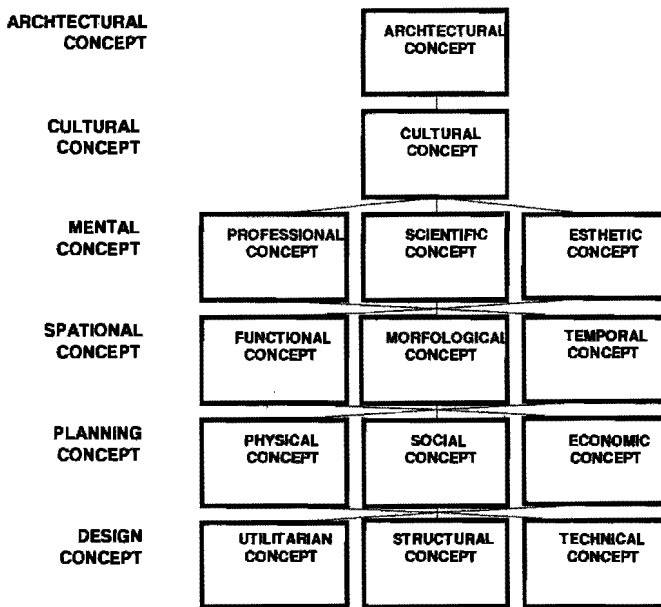 ARCHTECTURAL
CONCEPT
ARCHTECTURAL
CONCEPT
CULTURAL
CONCEPT
CULTURAL
CONCEPT
MENTAL
CONCEPT
PROFESSIONAL
CONCEPT
SCIENTIFIC
CONCEPT
ESTHETIC
CONCEPT
SPATIONAL
CONCEPT
FUNCTIONAL
CONCEPT
MORFOLOGICAL
CONCEPT
TEMPORAL
CONCEPT
PLANNING
CONCEPT
PHYSICAL
CONCEPT
SOCIAL
CONCEPT
ECONOMIC
CONCEPT
DESIGN
CONCEPT
UTILITARIAN
CONCEPT
STRUCTURAL
CONCEPT
TECHNICAL
CONCEPT